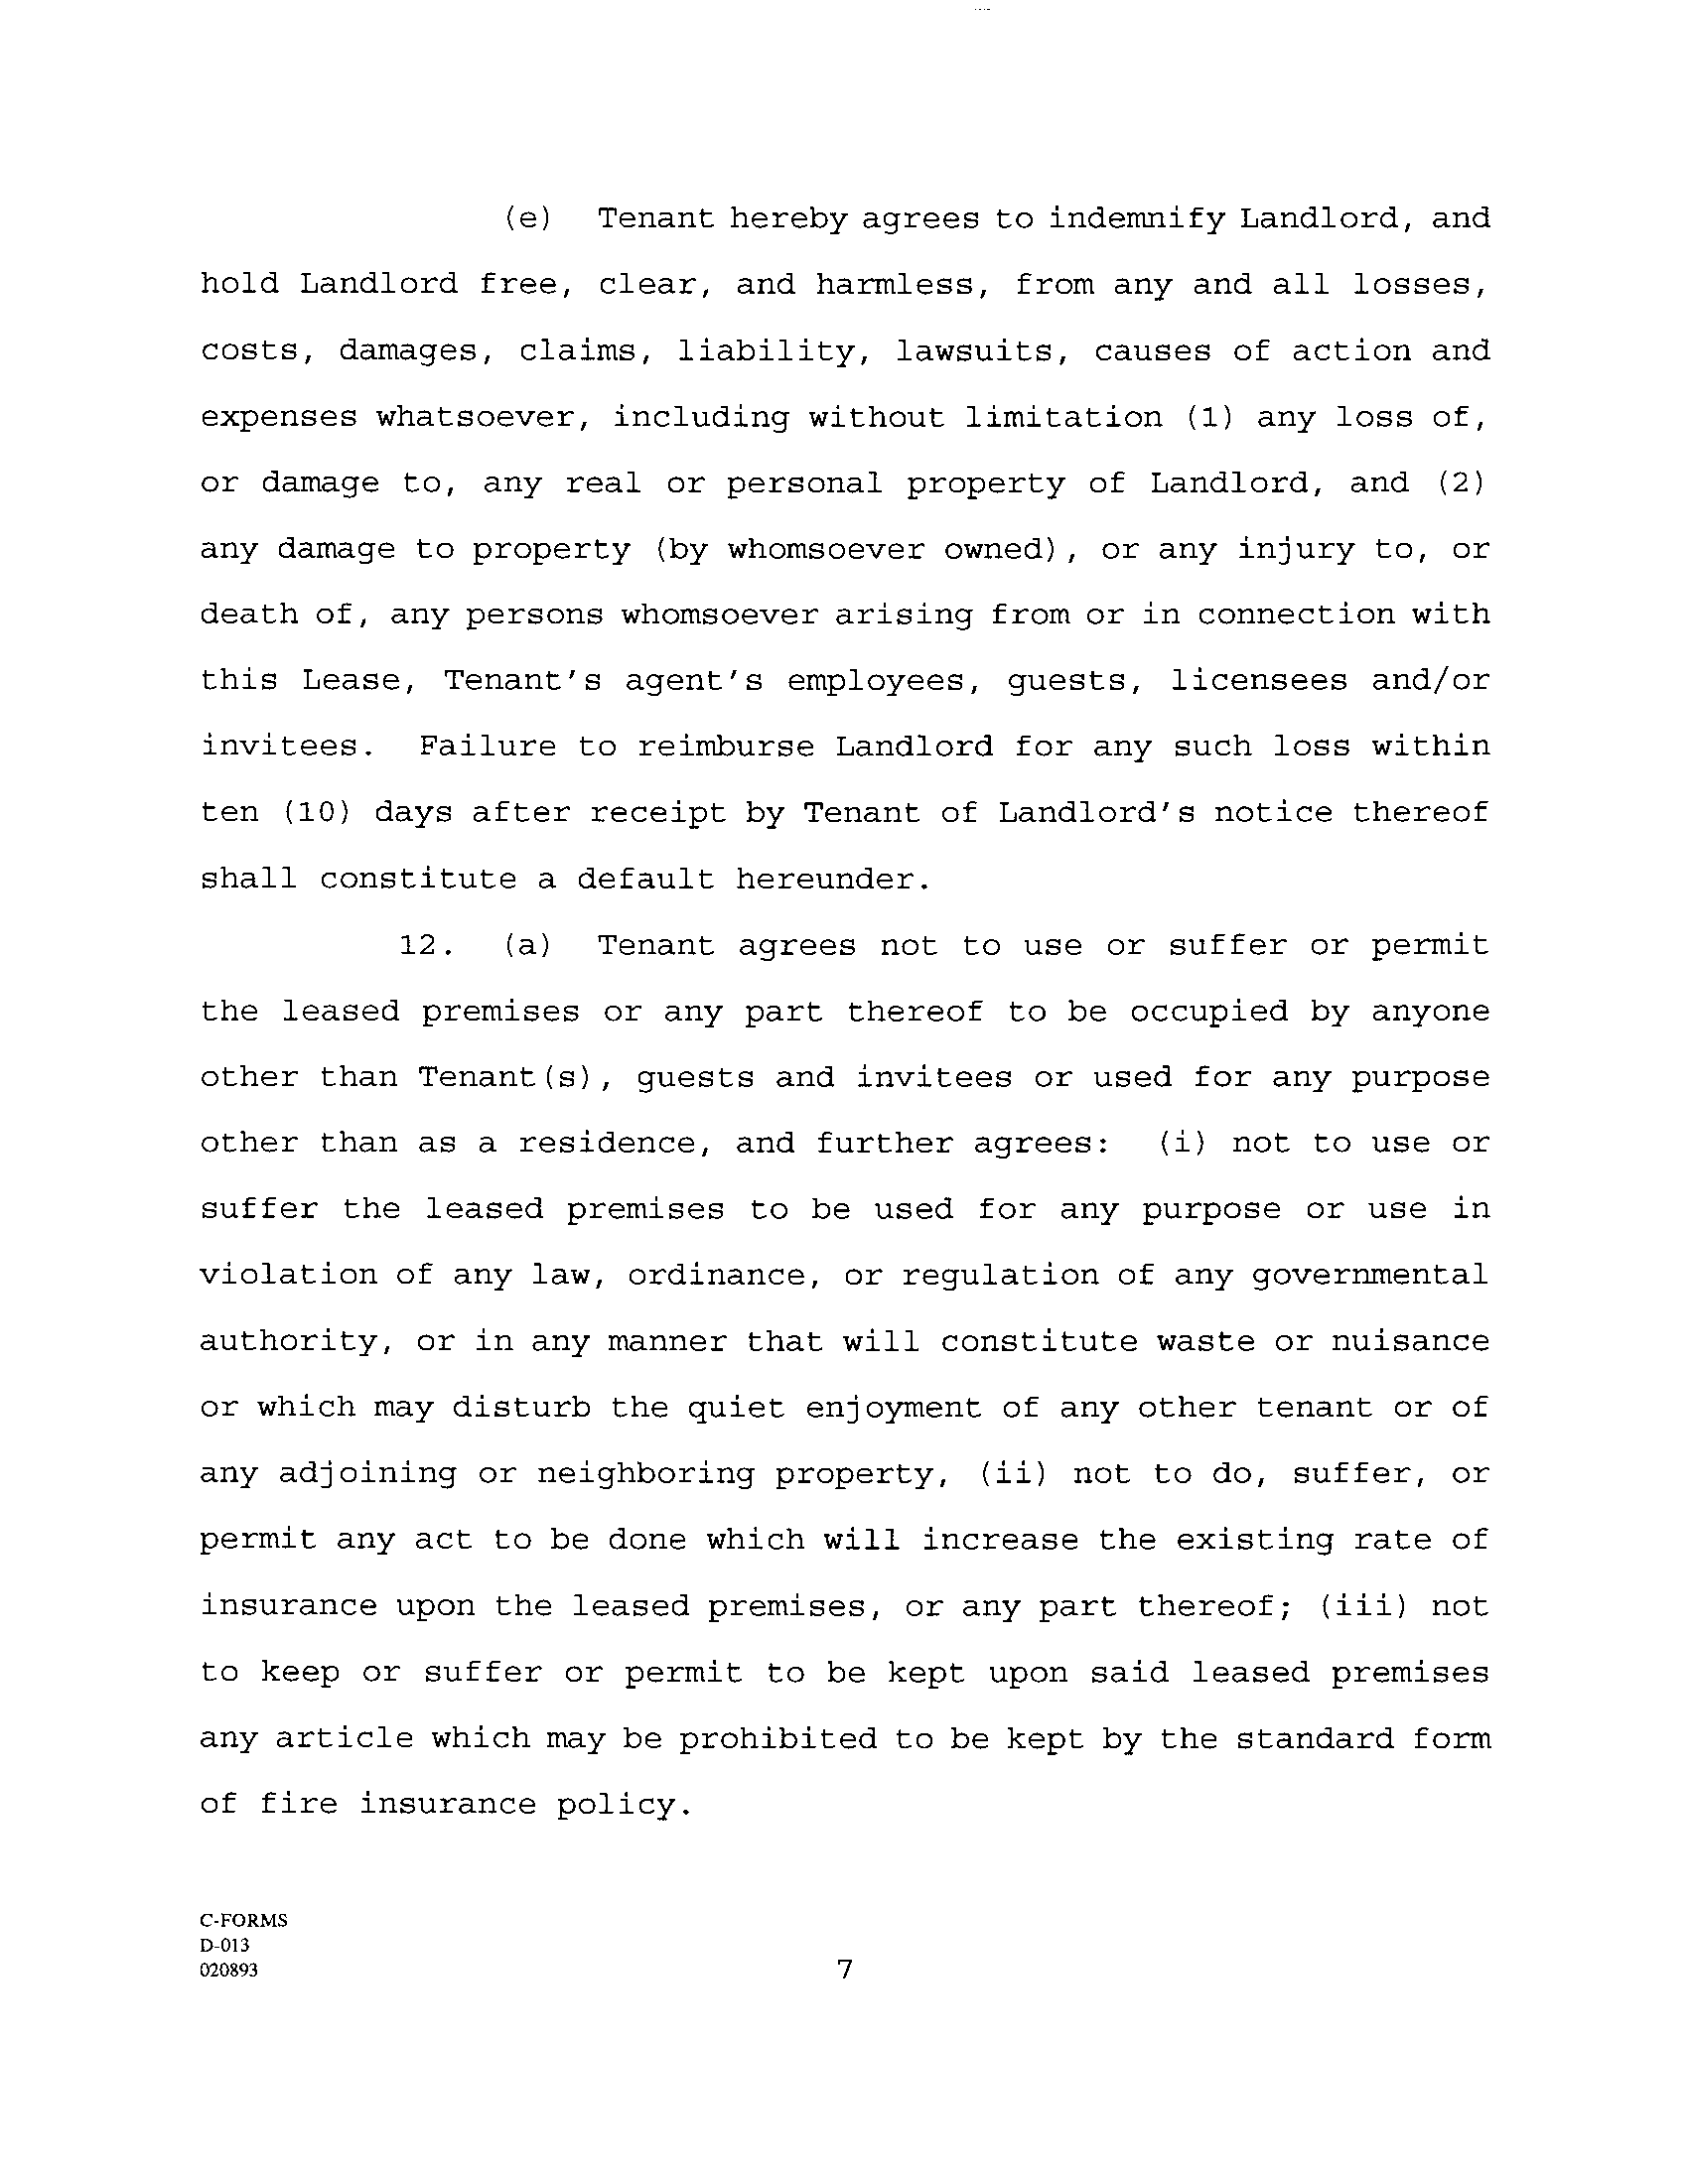 (e) Tenant hereby agrees to indemnify Landlord, and
hold Landlord free, clear, and harmless, from any and all losses,
costs, damages, claims, liability, lawsuits, causes of action and
expenses whatsoever, including without limitation (1) any loss of,
or damage to, any real or personal property of Landlord, and (2)
any damage to property (by whomsoever owned), or any injury to, or
death of, any persons whomsoever arising from or in connection with
this Lease, Tenant's agent's employees, guests, licensees and/or
invitees. Failure to reimburse Landlord for any such loss within
ten (10) days after receipt by Tenant of Landlord's notice thereof
shall constitute a default hereunder.
12. (a) Tenant agrees not to use or suffer or permit
the leased premises or any part thereof to be occupied by anyone
other than Tenant(s), guests and invitees or used for any purpose
other than as a residence, and further agrees: (i) not to use or
suffer the leased premises to be used for any purpose or use in
violation of any law, ordinance, or regulation of any governmental
authority, or in any manner that will constitute waste or nuisance
or which may disturb the quiet enjoyment of any other tenant or of
any adjoining or neighboring property, (ii) not to do, suffer, or
permit any act to be done which will increase the existing rate of
insurance upon the leased premises, or any part thereof; (iii) not
to keep or suffer or permit to be kept upon said leased premises
any article which may be prohibited to be kept by the standard form
of fire insurance policy.
C-FORMS
D-013
020893
7